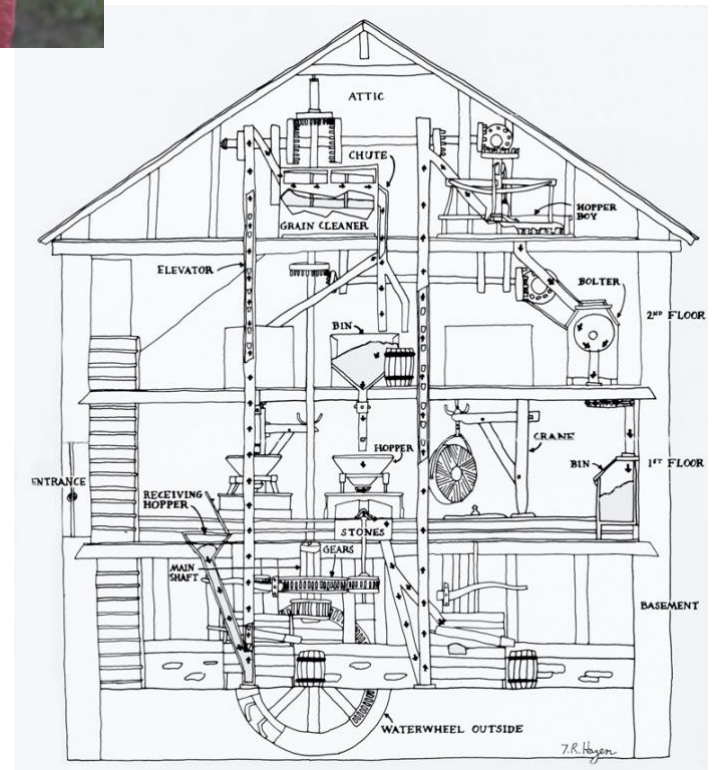 ATTIC
CHUTE
HOPPER
BOY
GRAIN CLEANER
ELEVATOR
BOLTER
2ND FLOOR
BIN
CRANE
HOPPER
BIN
1ST FLOOR
ENTRANCE
RECEIVING
HOPPER
STONES
GEARS
MAIN
SHAFT
BASEMENT
WATERWHEEL OUTSIDE
T.R. Hazen